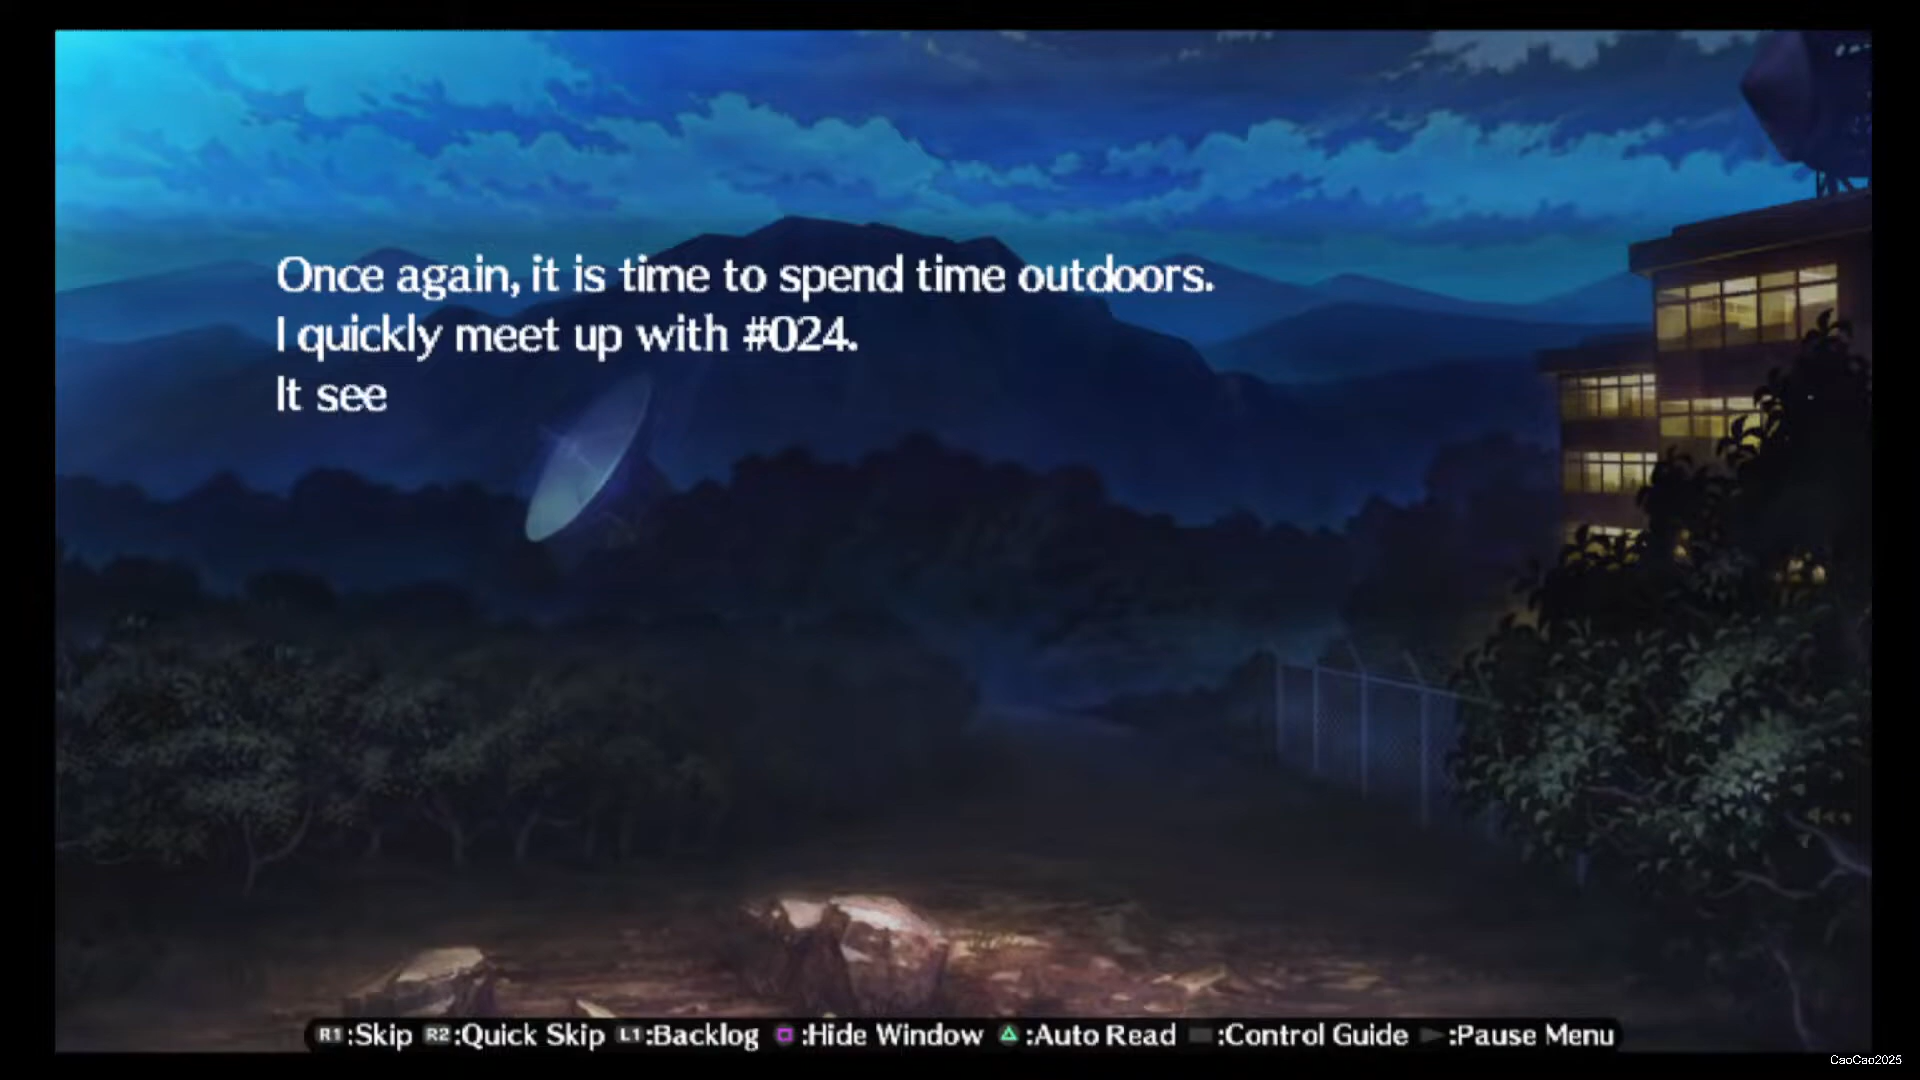 Once again, it is time to spend time outdoors.
I quickly meet up with #024.
It see
R1:Skip R2:Quick Skip L1:Backlog :Hide Window :Auto Read :Control Guide :Pause Menu
CaoCao2025